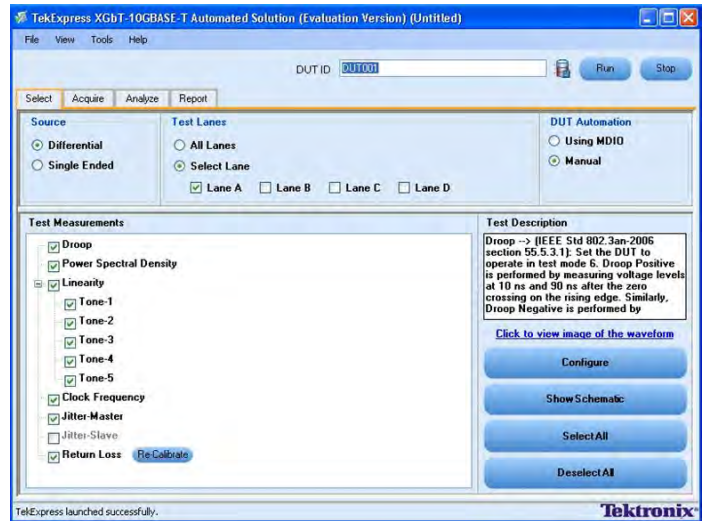 TekExpress XGbT-10GBASE-T Automated Solution (Evaluation Version) (Untitled)
File View Tools Help
DUT ID DUT001 Run Stop
Select Acquire Analyze Report
Source Test Lanes DUT Automation
Differential All Lanes Using MDIO
Single Ended Select Lane Manual
Lane A Lane B Lane C Lane D
Test Measurements Test Description
Droop
Power Spectral Density
Linearity
Tone-1
Tone-2
Tone-3
Tone-4
Tone-5
Clock Frequency
Jitter-Master
Jitter-Slave
Return Loss Re-Calibrate
Droop --> (IEEE Std 802.3an-2006
section 55.5.3.1): Set the DUT to
operate in test mode 6. Droop Positive
is performed by measuring voltage levels
at 10 ns and 90 ns after the zero
crossing on the rising edge. Similarly,
Droop Negative is performed by
Click to view image of the waveform
Configure
Show Schematic
Select All
Deselect All
TekExpress launched successfully. Tektronix